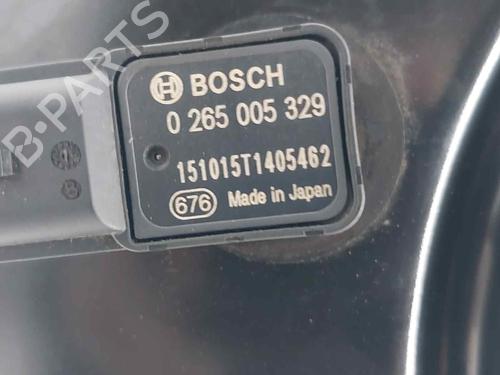 B-PARTS
BOSCH
0 265 005 329
151015T1405462
676 Made in Japan